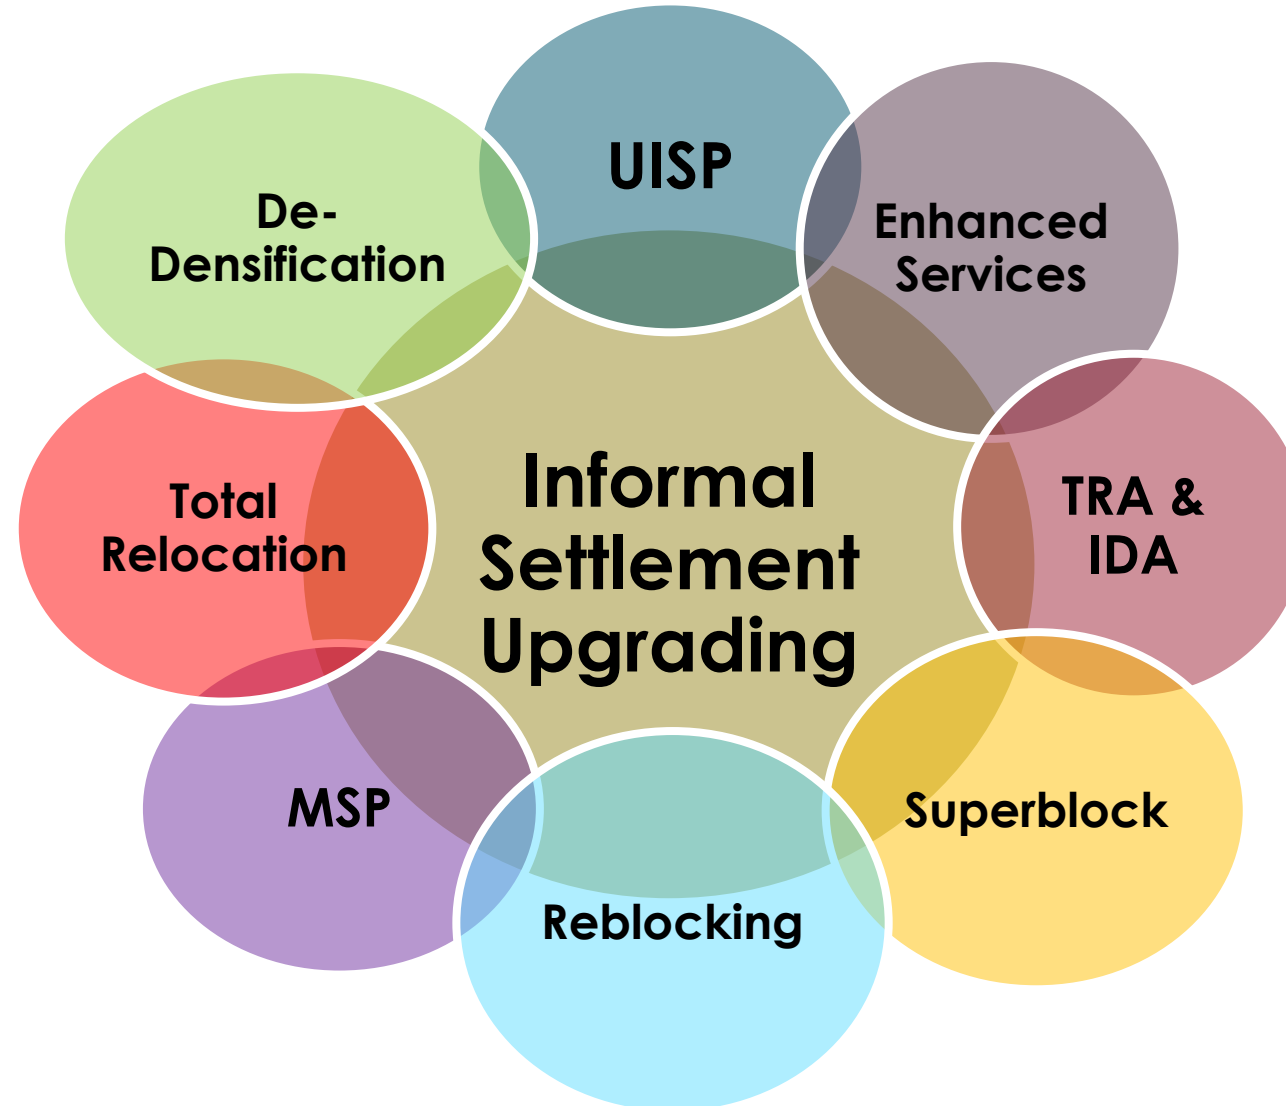 UISP
De-
Densification
Enhanced
Services
Informal
Settlement
Upgrading
Total
Relocation
TRA &
IDA
MSP
Superblock
Reblocking